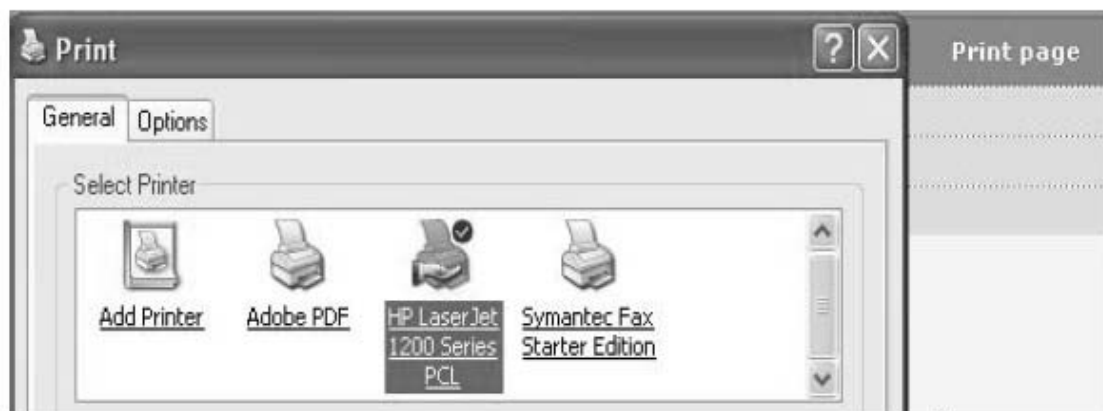 Print
Print page
General Options
Select Printer
Add Printer
Adobe PDF
HP LaserJet
1200 Series
PCL
Symantec Fax
Starter Edition